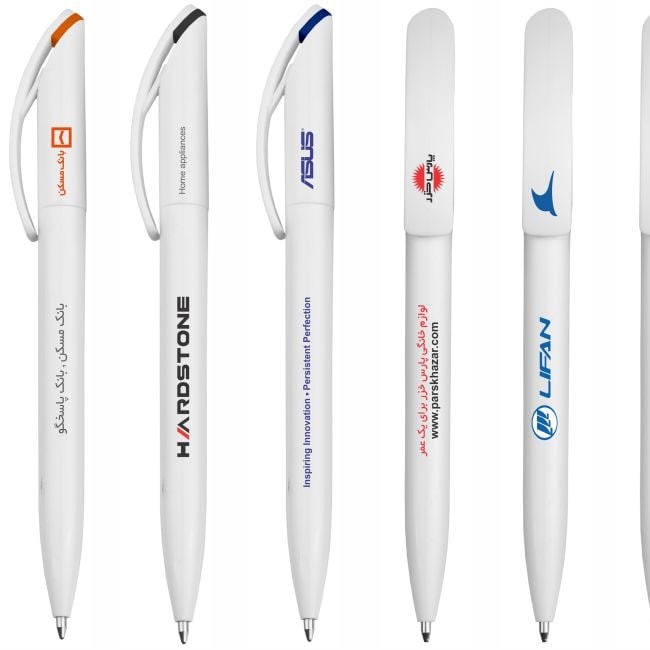 بانک مسکن
بانک مسکن ، بانک پاسخگو
Home appliances
HARDSTONE
ASUS
Inspiring Innovation • Persistent Perfection
پارس خزر
لوازم خانگی پارس خزر برای یک عمر
www.parskhazar.com
LIFAN